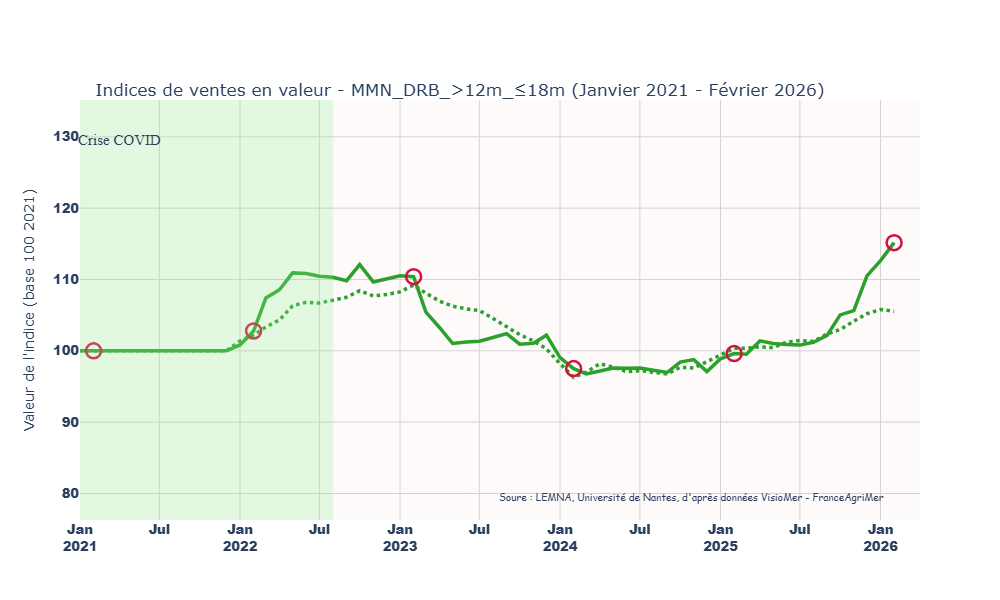 Indices de ventes en valeur - MMN_DRB_>12m_≤18m (Janvier 2021 - Février 2026)
Valeur de l'indice (base 100 2021)
130
Crise COVID
120
110
100
90
80
Soure : LEMNA, Université de Nantes, d'après données VisioMer - FranceAgriMer
Jan Jul Jan Jul Jan Jul Jan Jul Jan Jul Jan
2021 2022 2023 2024 2025 2026